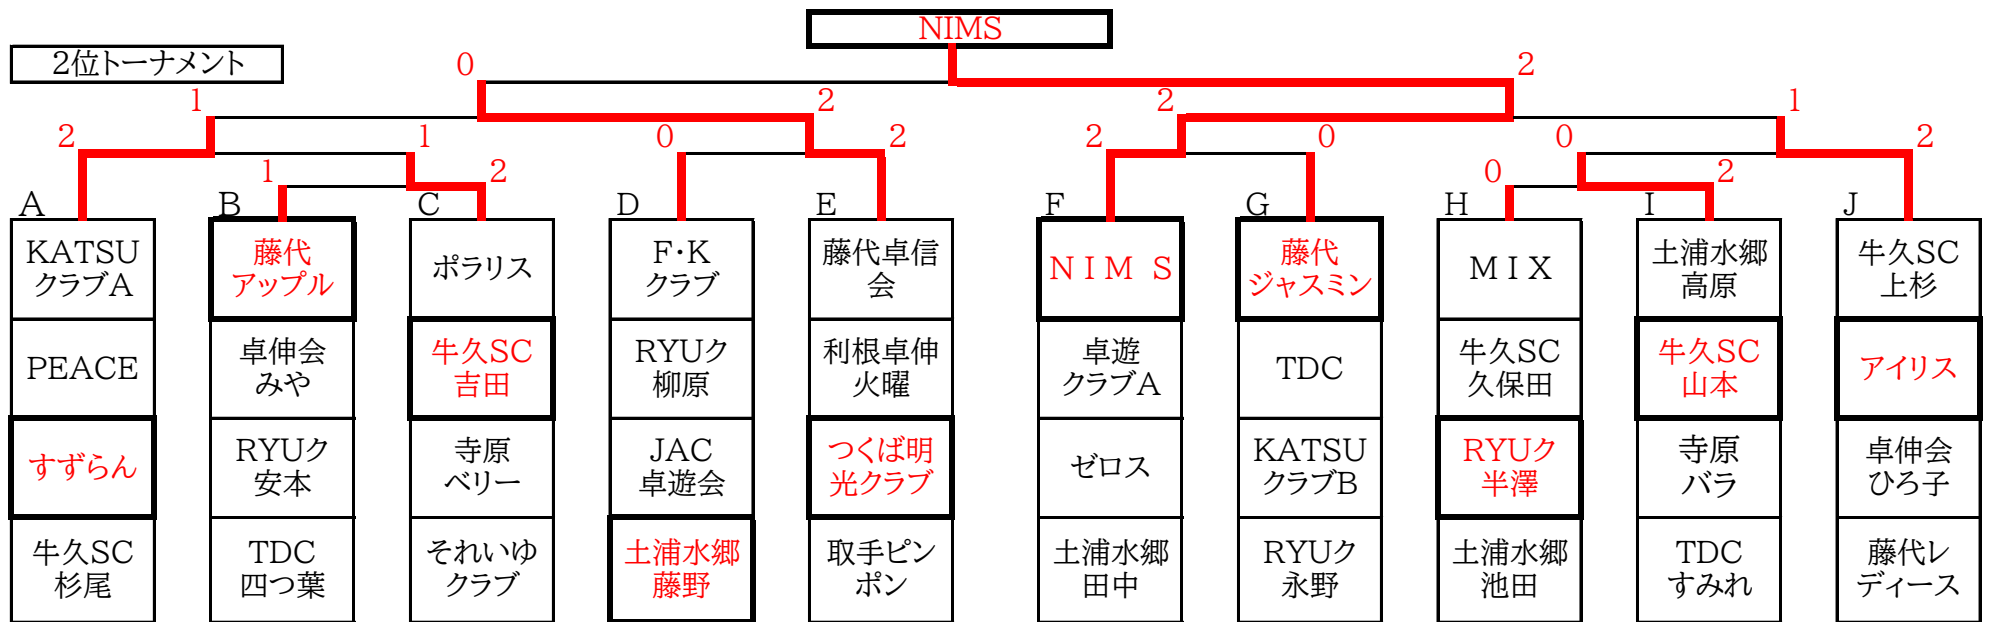 NIMS
2位トーナメント
0
2
1
2
2
1
2
1
0
2
2
0
0
2
1
2
0
2
A
B
C
D
E
F
G
H
I
J
KATSU
クラブA
藤代
アップル
ポラリス
F・K
クラブ
藤代卓信
会
NIMS
藤代
ジャスミン
MIX
土浦水郷
高原
牛久SC
上杉
PEACE
卓伸会
みや
牛久SC
吉田
RYUク
柳原
利根卓伸
火曜
卓遊
クラブA
TDC
牛久SC
久保田
牛久SC
山本
アイリス
すずらん
RYUク
安本
寺原
ベリー
JAC
卓遊会
つくば明
光クラブ
ゼロス
KATSU
クラブB
RYUク
半澤
寺原
バラ
卓伸会
ひろ子
牛久SC
杉尾
TDC
四つ葉
それいゆ
クラブ
土浦水郷
藤野
取手ピン
ポン
土浦水郷
田中
RYUク
永野
土浦水郷
池田
TDC
すみれ
藤代レ
ディース